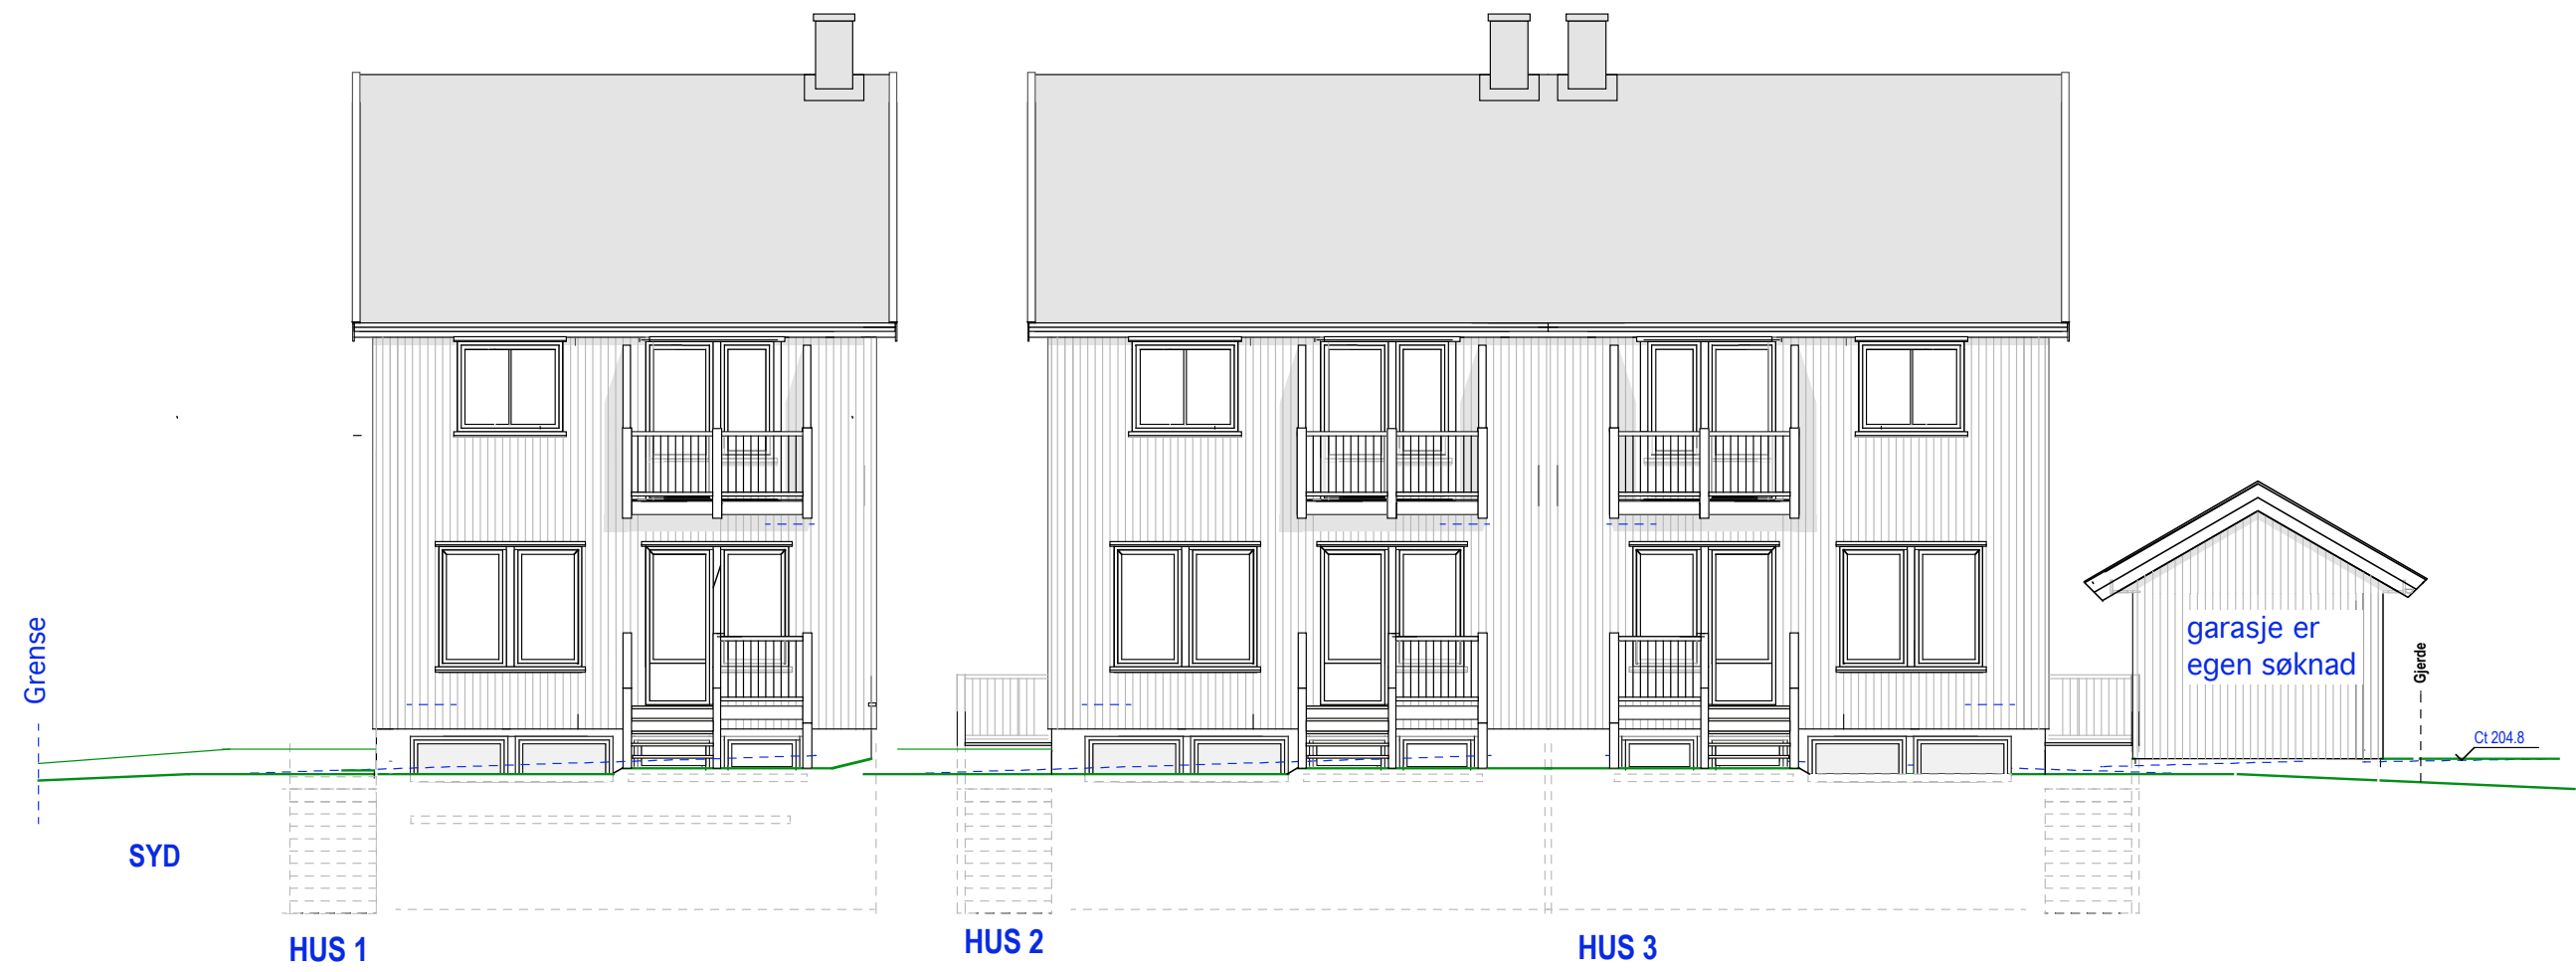 Grense
garasje er
egen søknad
Gjerde
Ct 204.8
SYD
HUS 1
HUS 2
HUS 3